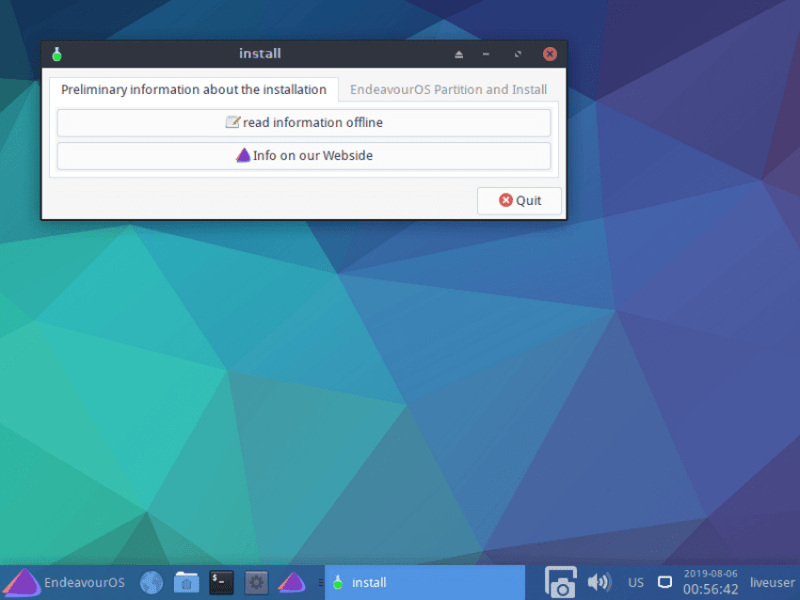 install
Preliminary information about the installation
EndeavourOS Partition and Install
read information offline
Info on our Webside
Quit
EndeavourOS
$_
install
US
2019-08-06
00:56:42
liveuser